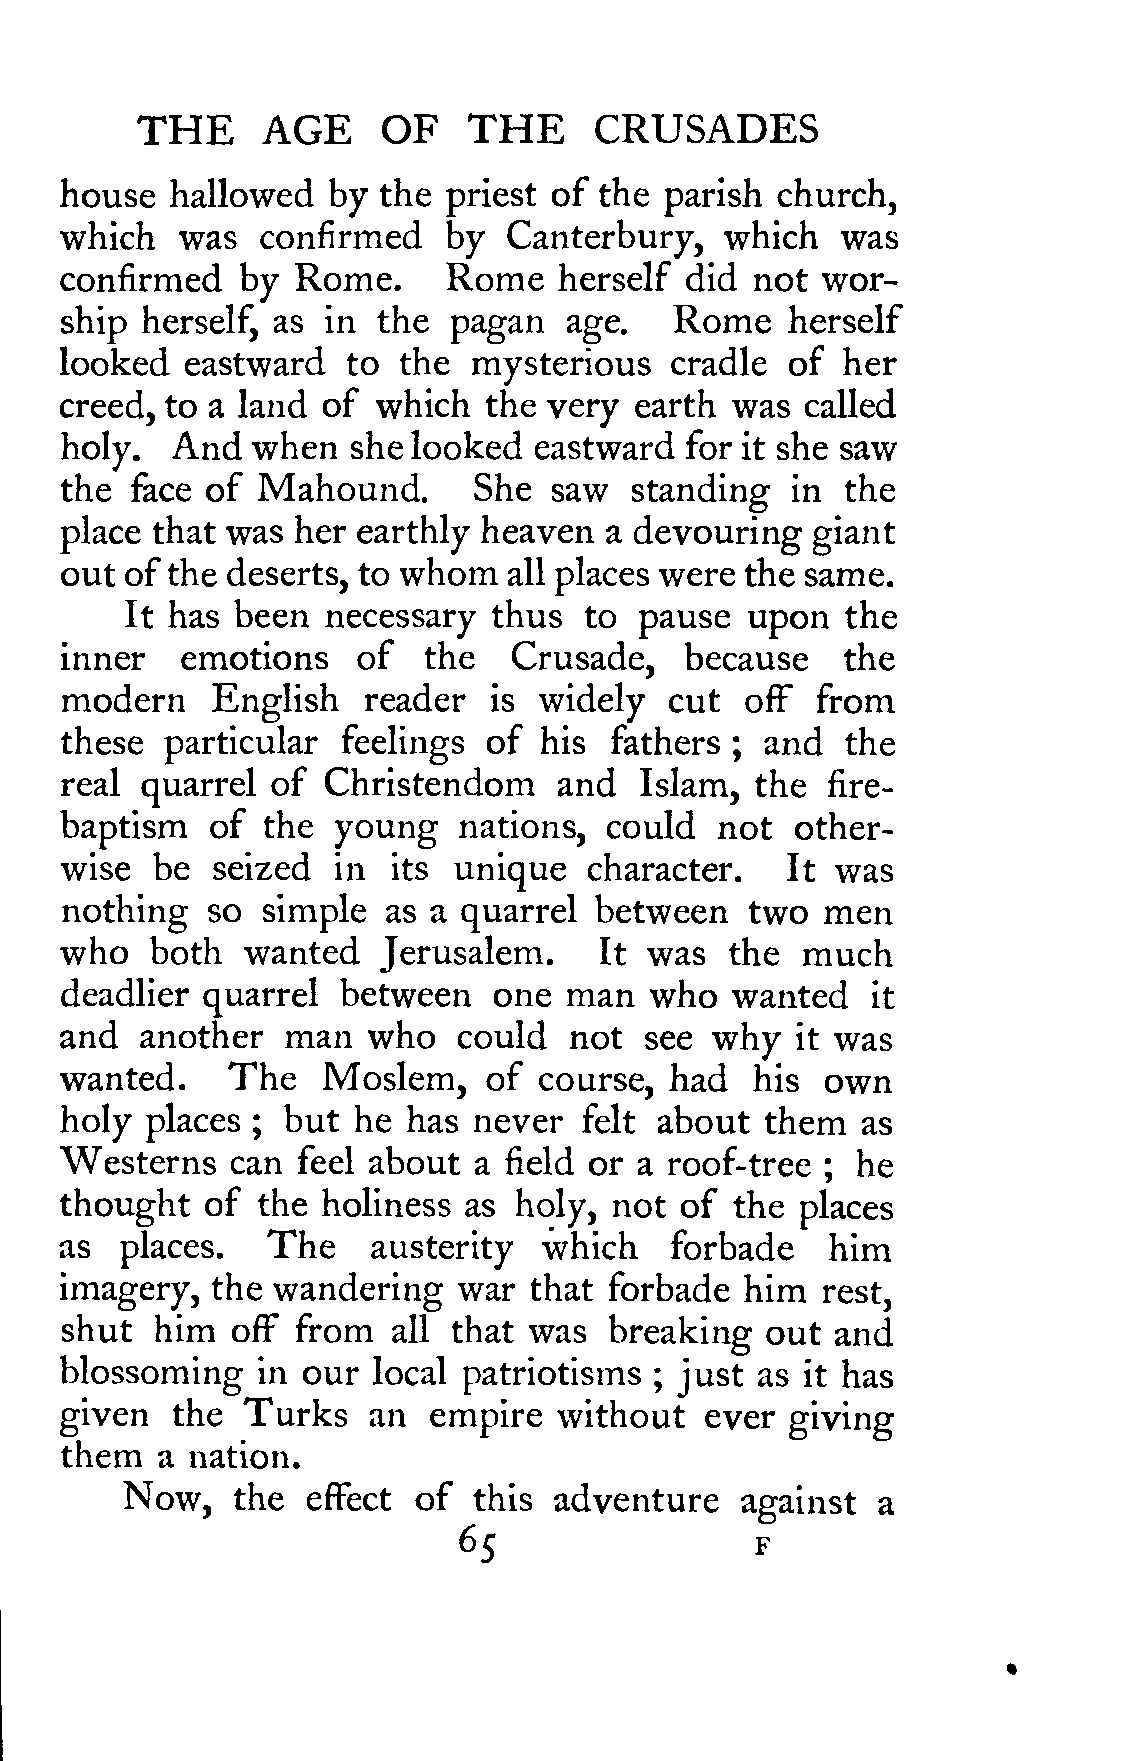 THE AGE OF THE CRUSADES
house hallowed by the priest of the parish church,
which was confirmed by Canterbury, which was
confirmed by Rome. Rome herself did not wor-
ship herself, as in the pagan age. Rome herself
looked eastward to the mysterious cradle of her
creed, to a land of which the very earth was called
holy. And when she looked eastward for it she saw
the face of Mahound. She saw standing in the
place that was her earthly heaven a devouring giant
out of the deserts, to whom all places were the same.
It has been necessary thus to pause upon the
inner emotions of the Crusade, because the
modern English reader is widely cut off from
these particular feelings of his fathers ; and the
real quarrel of Christendom and Islam, the fire-
baptism of the young nations, could not other-
wise be seized in its unique character. It was
nothing so simple as a quarrel between two men
who both wanted Jerusalem. It was the much
deadlier quarrel between one man who wanted it
and another man who could not see why it was
wanted. The Moslem, of course, had his own
holy places ; but he has never felt about them as
Westerns can feel about a field or a roof-tree ; he
thought of the holiness as holy, not of the places
as places. The austerity which forbade him
imagery, the wandering war that forbade him rest,
shut him off from all that was breaking out and
blossoming in our local patriotisms ; just as it has
given the Turks an empire without ever giving
them a nation.
Now, the effect of this adventure against a
65 F